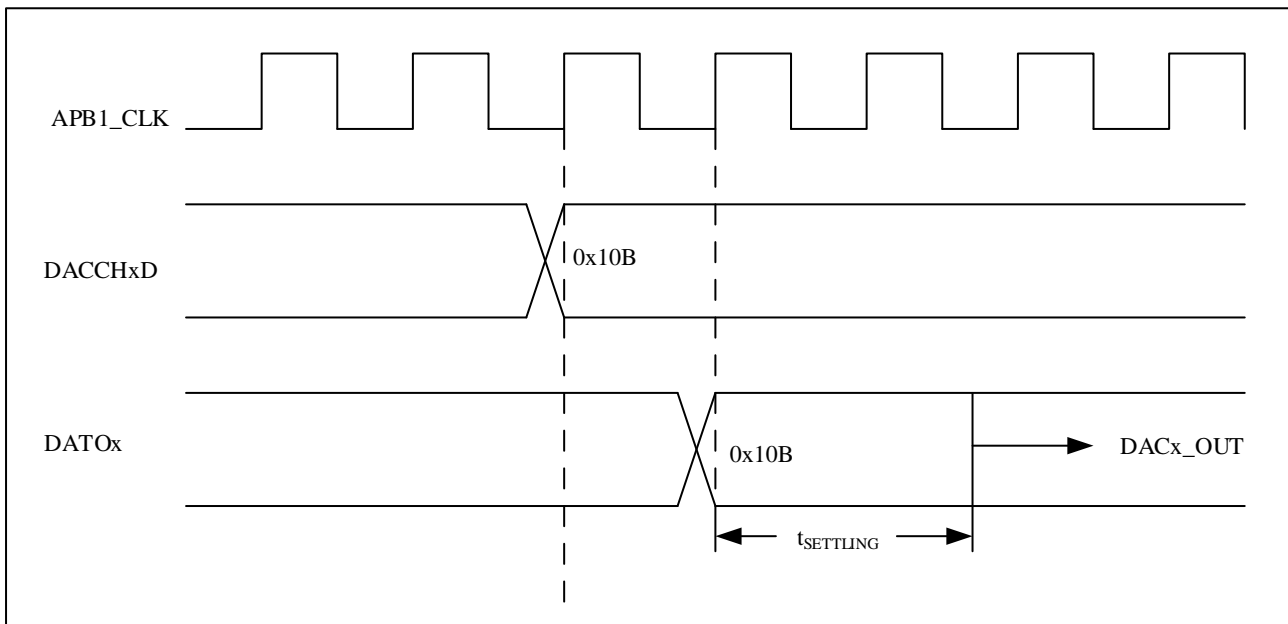 APB1_CLK
DACCHxD
0x10B
DATOx
0x10B
DACx_OUT
tSETTLING